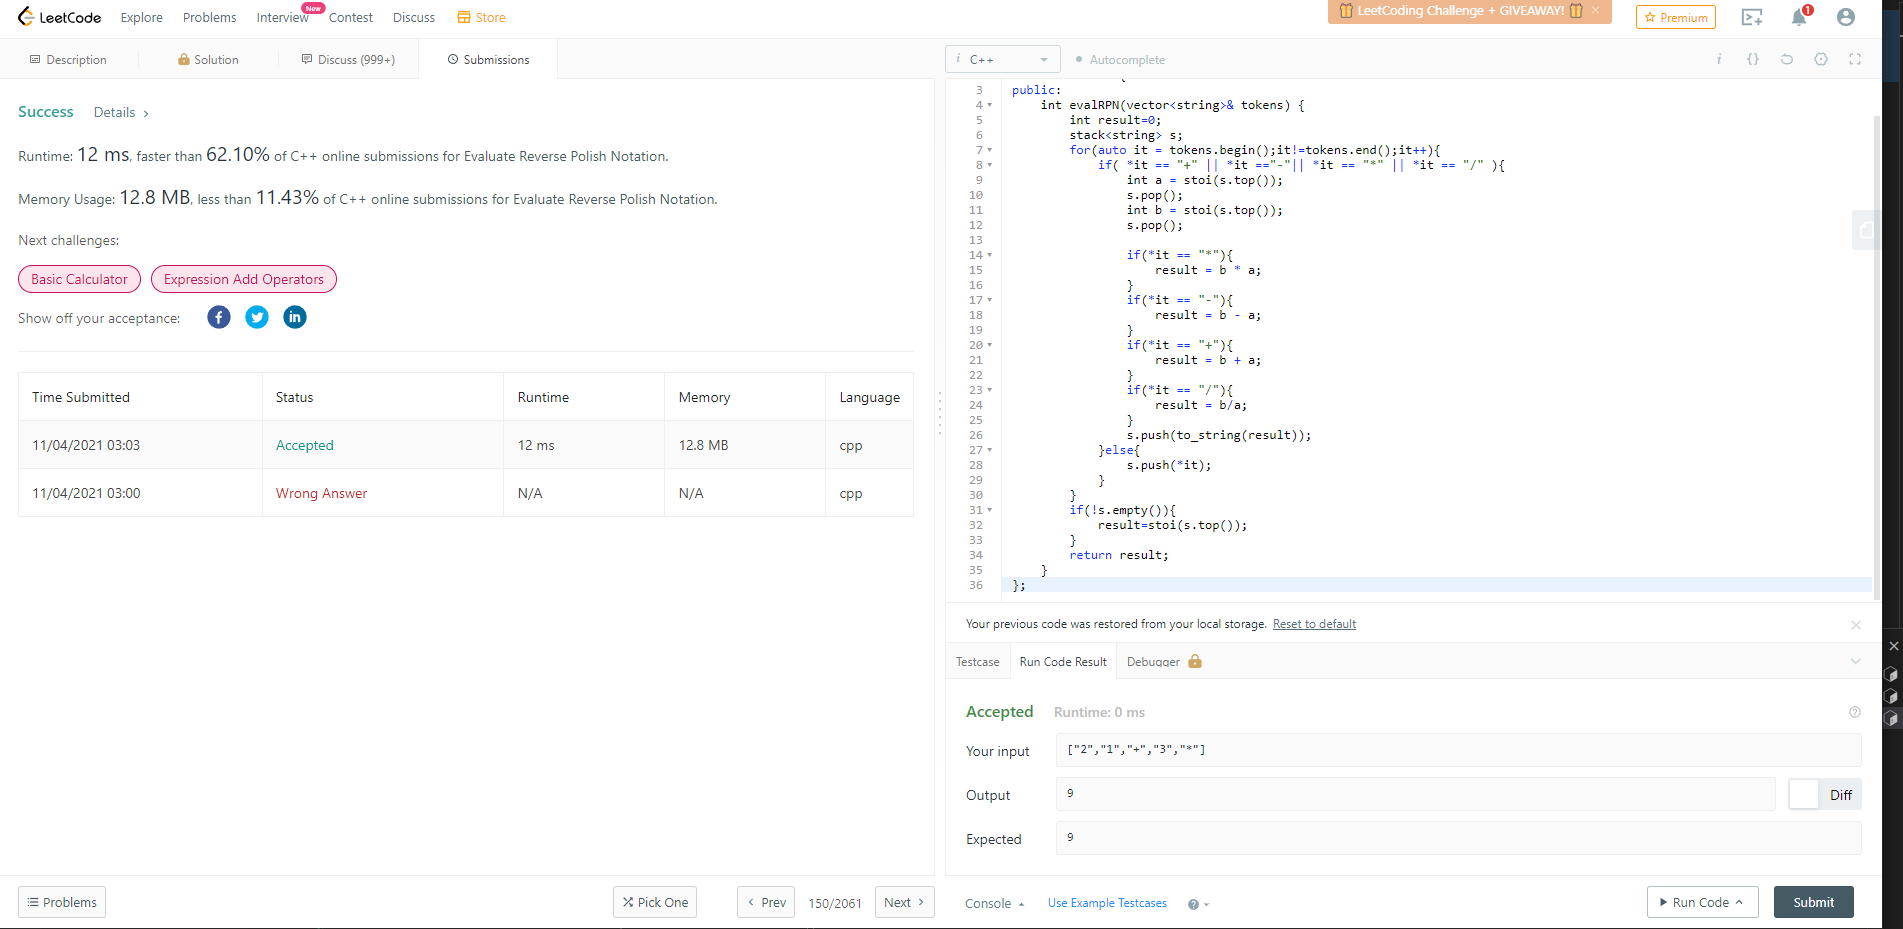 LeetCode Explore Problems Interview New Contest Discuss Store LeetCoding Challenge + GIVEAWAY! × Premium 1
Description Solution Discuss (999+) Submissions
Success Details ›
Runtime: 12 ms, faster than 62.10% of C++ online submissions for Evaluate Reverse Polish Notation.
Memory Usage: 12.8 MB, less than 11.43% of C++ online submissions for Evaluate Reverse Polish Notation.
Next challenges:
Basic Calculator Expression Add Operators
Show off your acceptance:
Time Submitted Status Runtime Memory Language
11/04/2021 03:03 Accepted 12 ms 12.8 MB cpp
11/04/2021 03:00 Wrong Answer N/A N/A cpp
Problems Pick One ‹ Prev 150/2061 Next ›
i C++ Autocomplete i {}
3 public:
4 int evalRPN(vector<string>& tokens) {
5 int result=0;
6 stack<string> s;
7 for(auto it = tokens.begin();it!=tokens.end();it++){
8 if( *it == "+" || *it =="-"|| *it == "*" || *it == "/" ){
9 int a = stoi(s.top());
10 s.pop();
11 int b = stoi(s.top());
12 s.pop();
13
14 if(*it == "*"){
15 result = b * a;
16 }
17 if(*it == "-"){
18 result = b - a;
19 }
20 if(*it == "+"){
21 result = b + a;
22 }
23 if(*it == "/"){
24 result = b/a;
25 }
26 s.push(to_string(result));
27 }else{
28 s.push(*it);
29 }
30 }
31 if(!s.empty()){
32 result=stoi(s.top());
33 }
34 return result;
35 }
36 };
Your previous code was restored from your local storage. Reset to default
Testcase Run Code Result Debugger
Accepted Runtime: 0 ms
Your input ["2","1","+","3","*"]
Output 9 Diff
Expected 9
Console Use Example Testcases Run Code Submit